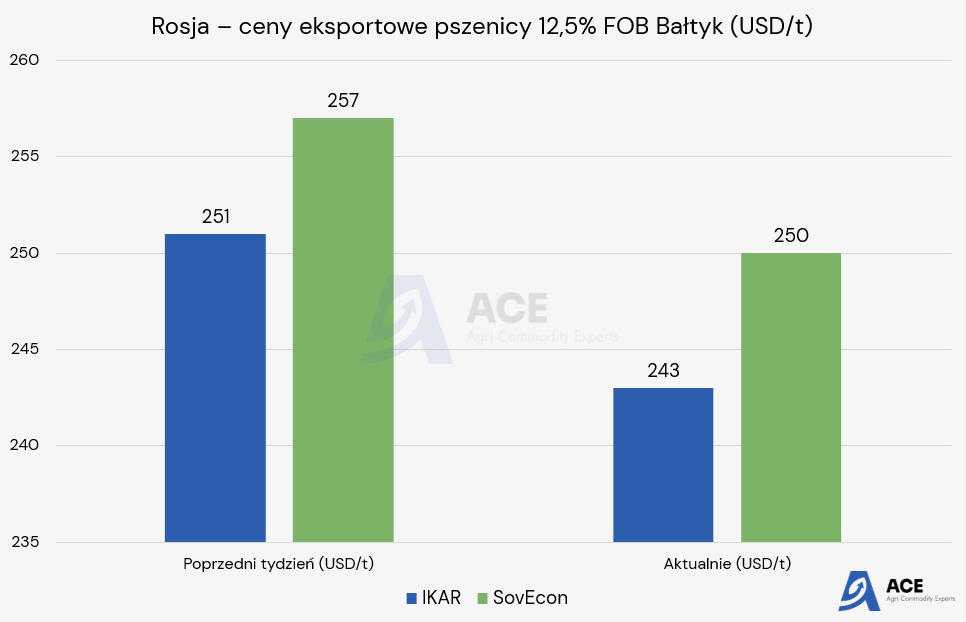 Rosja – ceny eksportowe pszenicy 12,5% FOB Bałtyk (USD/t)
260
257
255
251
250
250
ACE
Agri Commodity Experts
245
243
240
235
Poprzedni tydzień (USD/t)
Aktualnie (USD/t)
IKAR
SovEcon
ACE
Agri Commodity Experts